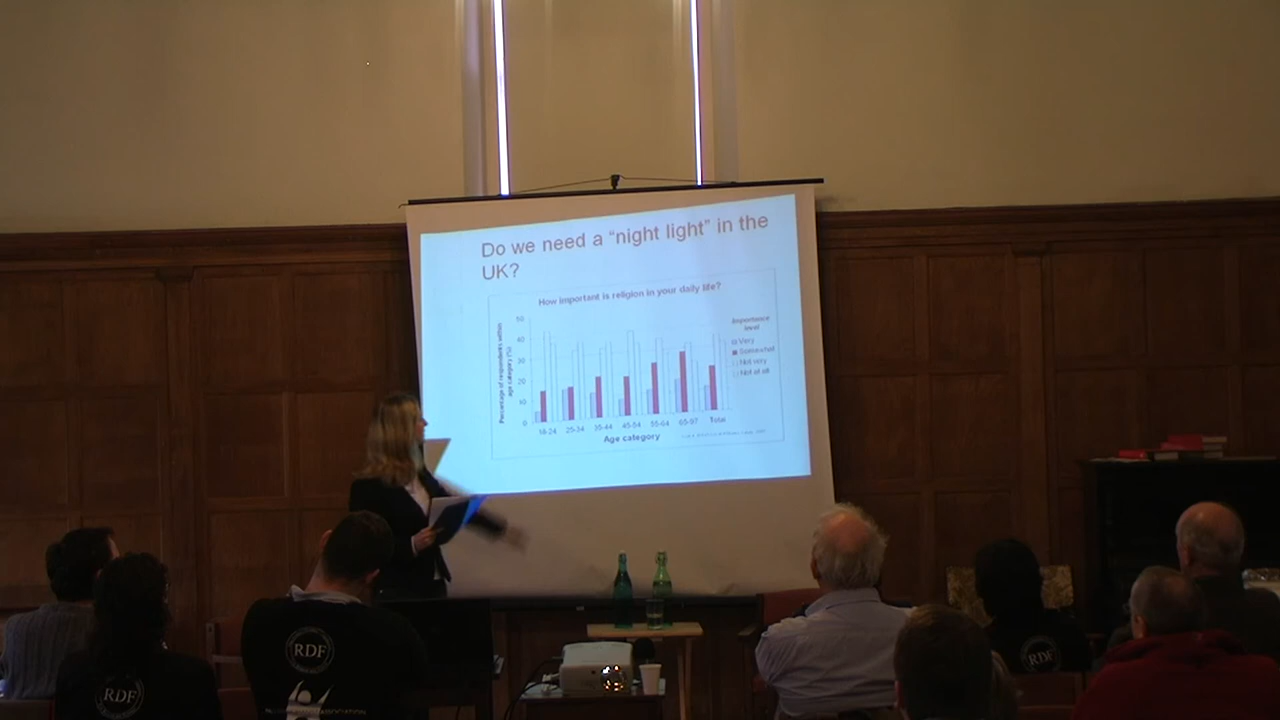 Do we need a “night light” in the
UK?
How important is religion in your daily life?
Percentage of respondents within
age category (%)
50
40
30
20
10
0
18-24 25-34 35-44 45-54 55-64 65-97 Total
Age category
Importance
level
Very
Somewhat
Not very
Not at all
RDF
RDF
RDF
ASSOCIATION